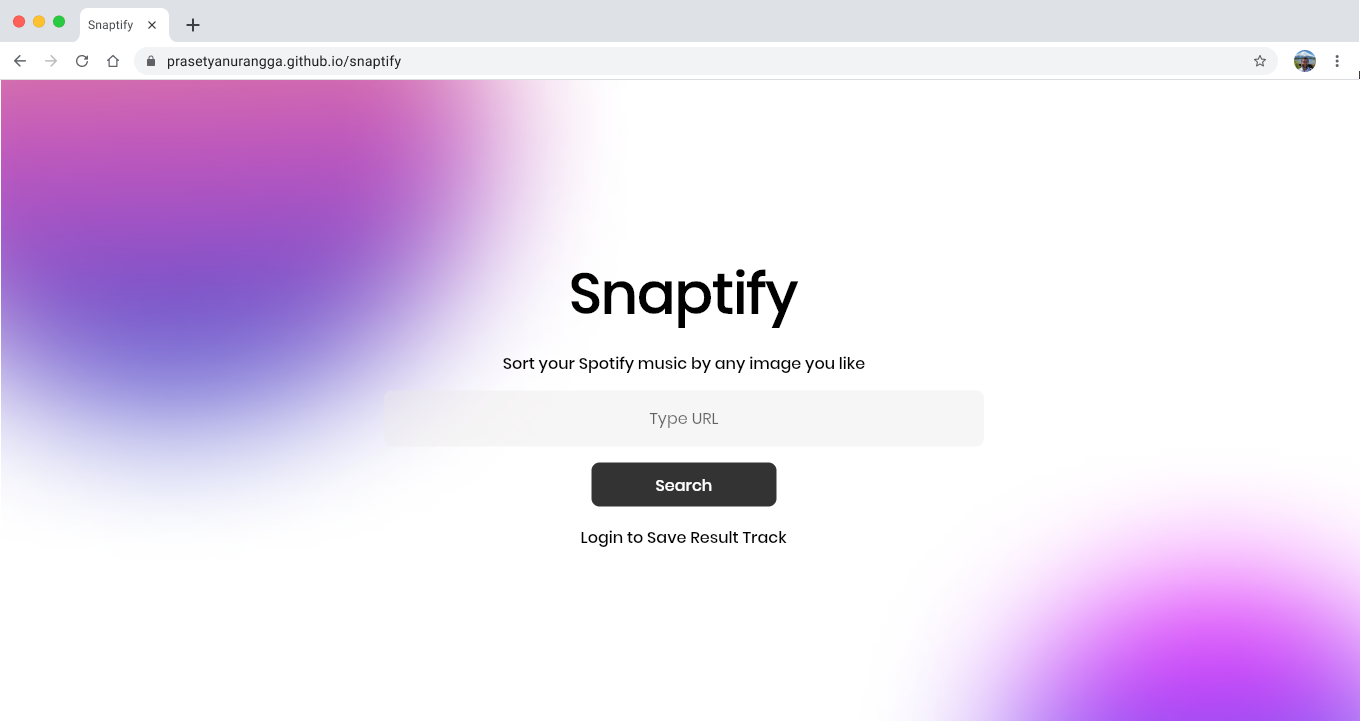 Snaptify
prasetyanurangga.github.io/snaptify
Snaptify
Sort your Spotify music by any image you like
Type URL
Search
Login to Save Result Track